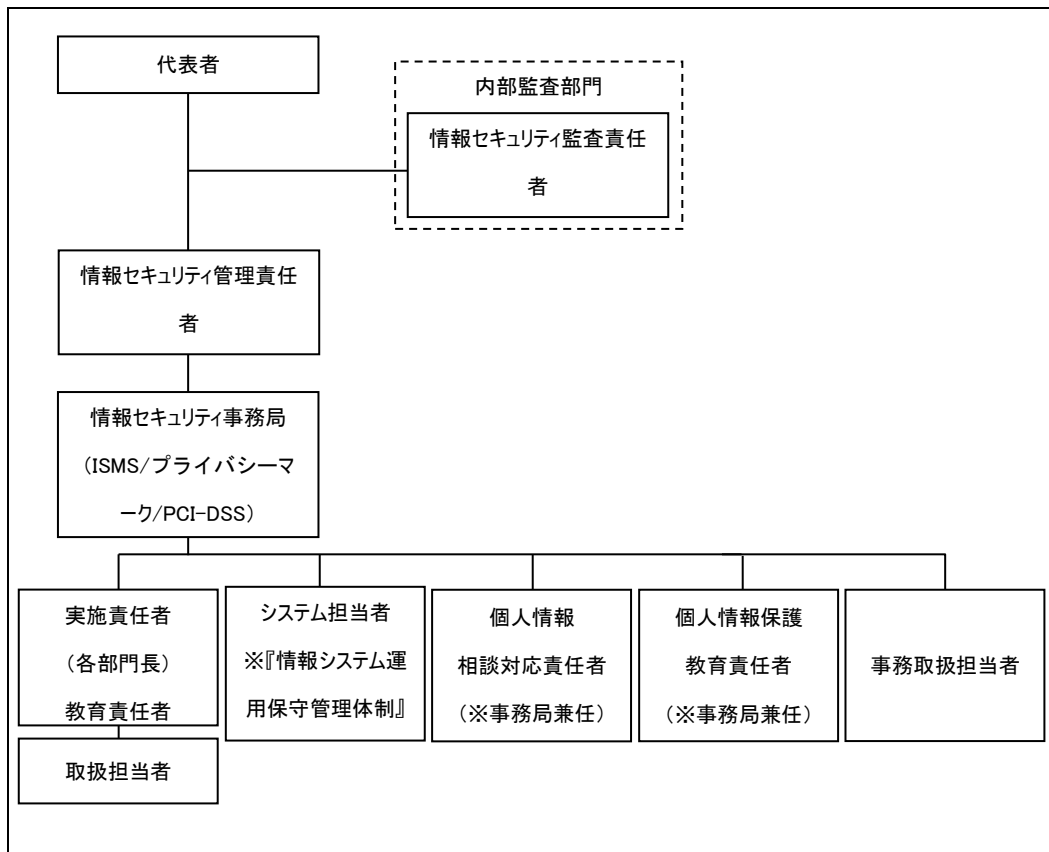 代表者
内部監査部門
情報セキュリティ監査責任
者
情報セキュリティ管理責任
者
情報セキュリティ事務局
（ISMS/プライバシーマ
ーク/PCI-DSS）
実施責任者
（各部門長）
教育責任者
システム担当者
※『情報システム運
用保守管理体制』
個人情報
相談対応責任者
（※事務局兼任）
個人情報保護
教育責任者
（※事務局兼任）
事務取扱担当者
取扱担当者